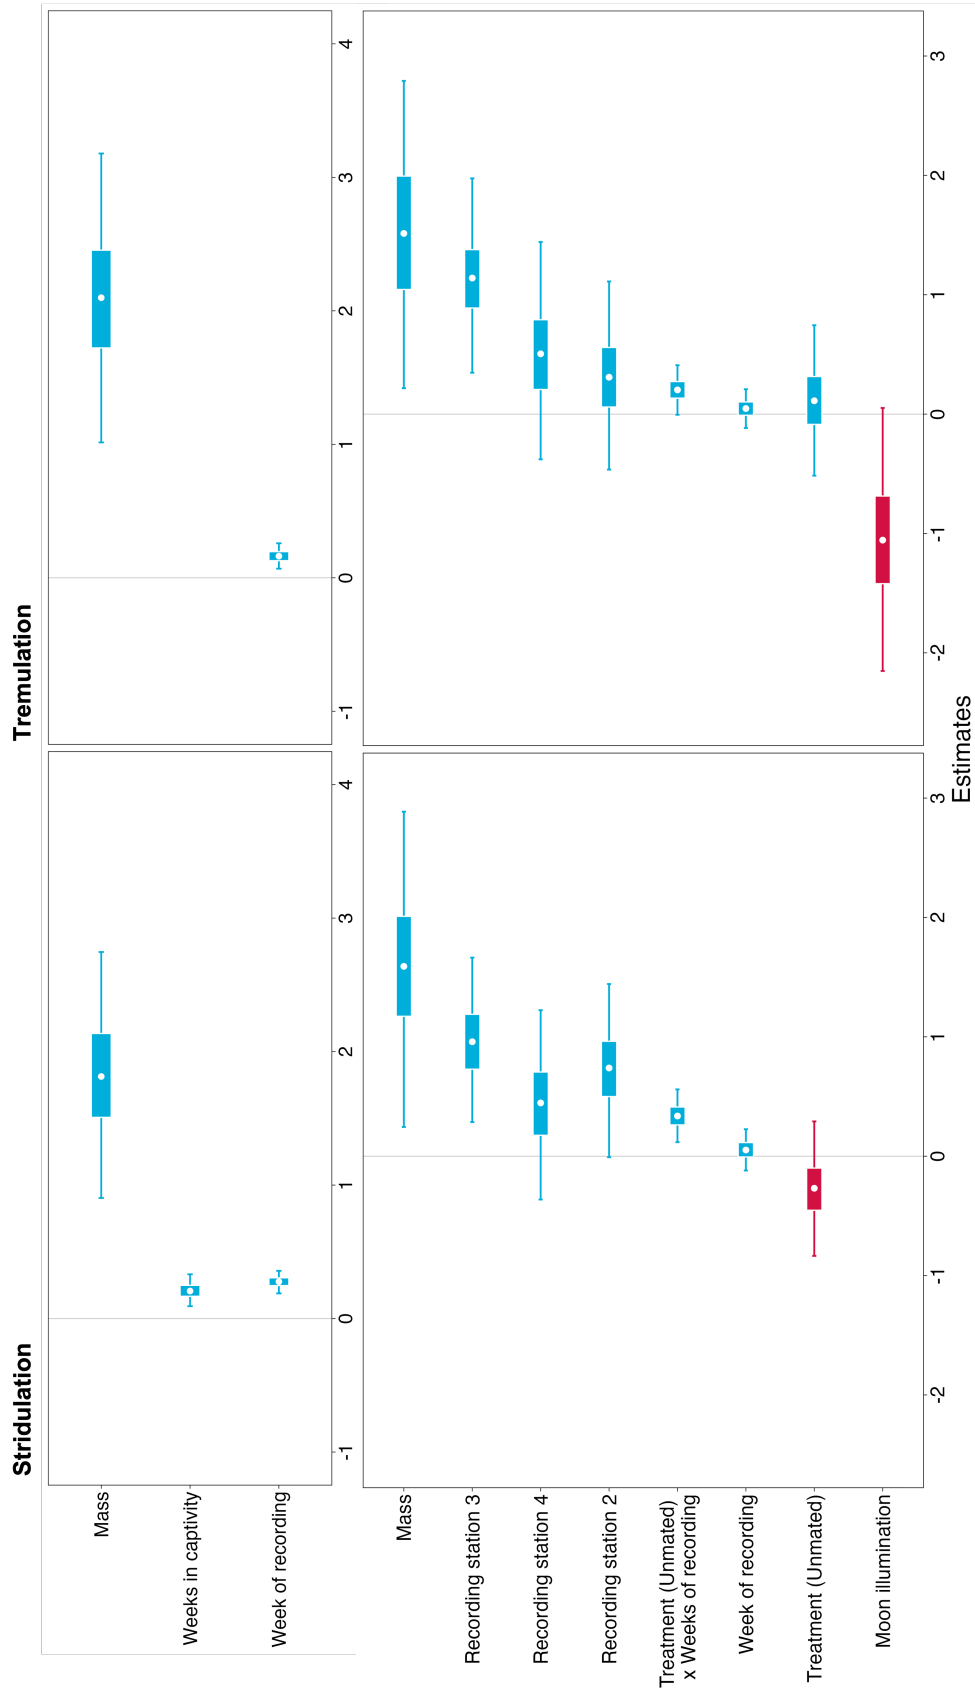 Stridulation
Tremulation
Mass
Weeks in captivity
Week of recording
-1 0 1 2 3 4
-1 0 1 2 3 4
Mass
Recording station 3
Recording station 4
Recording station 2
Treatment (Unmated)
x Weeks of recording
Week of recording
Treatment (Unmated)
Moon illumination
-2 -1 0 1 2 3
-2 -1 0 1 2 3
Estimates